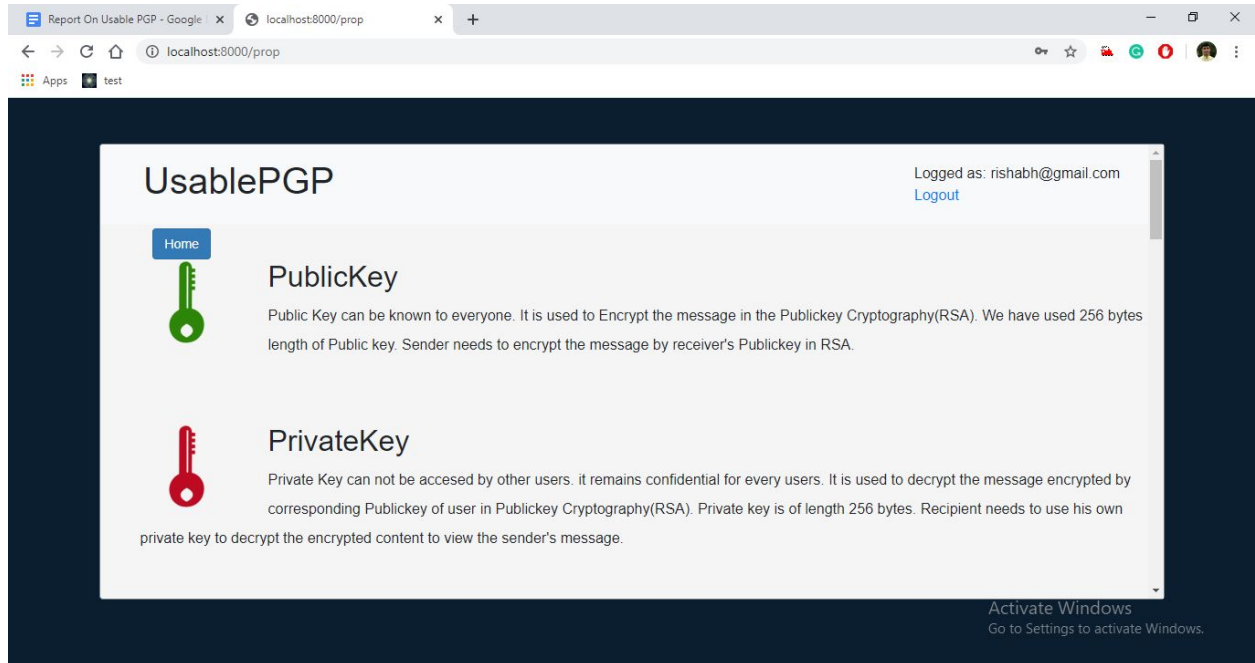 Report On Usable PGP - Google
localhost:8000/prop
localhost:8000/prop
Apps
test
UsablePGP
Logged as: rishabh@gmail.com
Logout
Home
PublicKey
Public Key can be known to everyone. It is used to Encrypt the message in the Publickey Cryptography(RSA). We have used 256 bytes
length of Public key. Sender needs to encrypt the message by receiver's Publickey in RSA.
PrivateKey
Private Key can not be accesed by other users. it remains confidential for every users. It is used to decrypt the message encrypted by
corresponding Publickey of user in Publickey Cryptography(RSA). Private key is of length 256 bytes. Recipient needs to use his own
private key to decrypt the encrypted content to view the sender's message.
Activate Windows
Go to Settings to activate Windows.